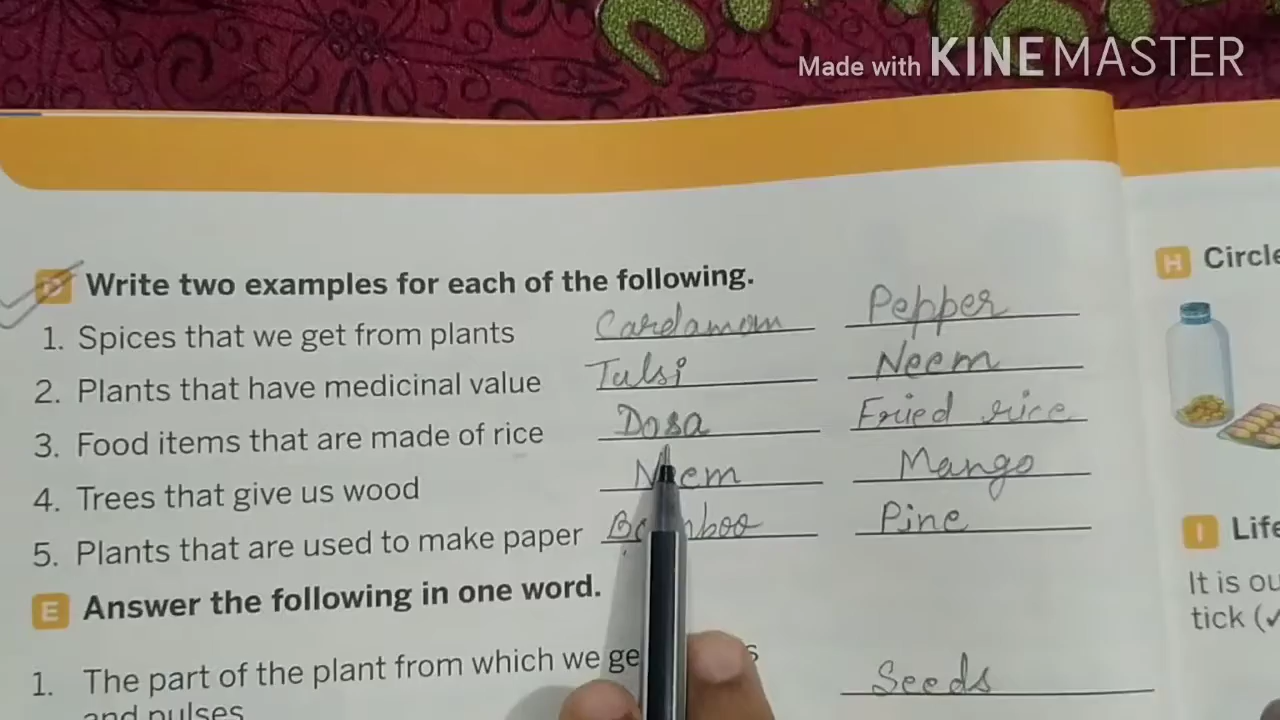 Made with KINEMASTER
D Write two examples for each of the following.
1. Spices that we get from plants Cardamom Pepper
2. Plants that have medicinal value Tulsi Neem
3. Food items that are made of rice Dosa Fried rice
4. Trees that give us wood Neem Mango
5. Plants that are used to make paper Bamboo Pine
E Answer the following in one word.
1. The part of the plant from which we
and pulses Seeds
H Circle
I Life
It is
tick (✓